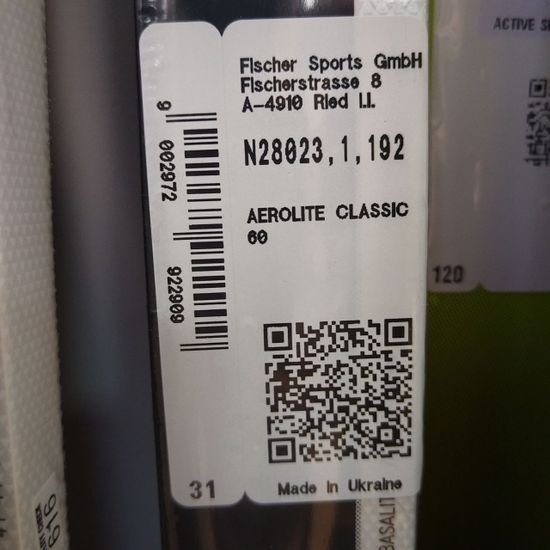 Fischer Sports GmbH
Fischerstrasse 8
A-4910 Ried i.I.
N28023,1,192
AEROLITE CLASSIC
60
9 002972 922909
31
Made in Ukraine
120
BASALIT